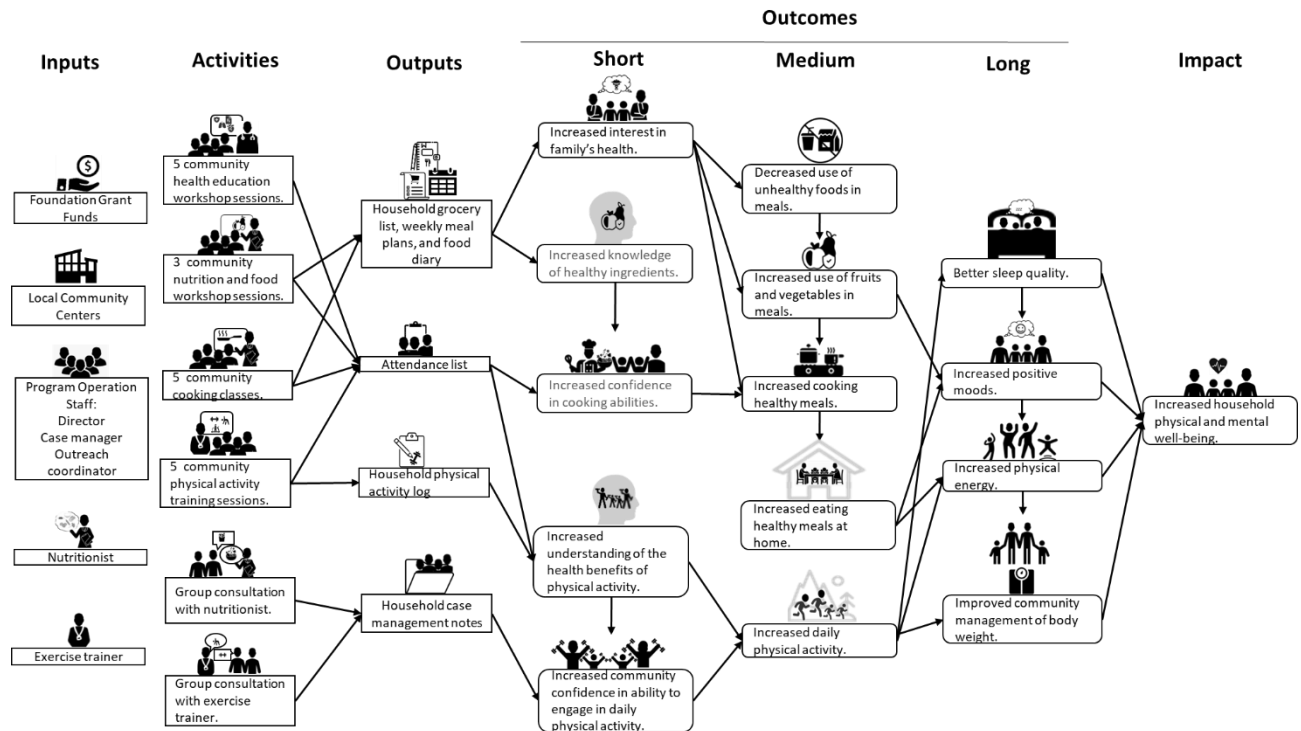 Outcomes
Inputs
Activities
Outputs
Short
Medium
Long
Impact
Foundation Grant
Funds
Local Community
Centers
Program Operation
Staff:
Director
Case manager
Outreach
coordinator
Nutritionist
Exercise trainer
5 community
health education
workshop sessions.
3 community
nutrition and food
workshop sessions.
5 community
cooking classes.
5 community
physical activity
training sessions.
Group consultation
with nutritionist.
Group consultation
with exercise
trainer.
Household grocery
list, weekly meal
plans, and food
diary
Attendance list
Household physical
activity log
Household case
management notes
Increased interest in
family's health.
Increased knowledge
of healthy ingredients.
Increased confidence
in cooking abilities.
Increased
understanding of the
health benefits of
physical activity.
Increased community
confidence in ability to
engage in daily
physical activity.
Decreased use of
unhealthy foods in
meals.
Increased use of fruits
and vegetables in
meals.
Increased cooking
healthy meals.
Increased eating
healthy meals at
home.
Increased daily
physical activity.
Better sleep quality.
Increased positive
moods.
Increased physical
energy.
Improved community
management of body
weight.
Increased household
physical and mental
well-being.